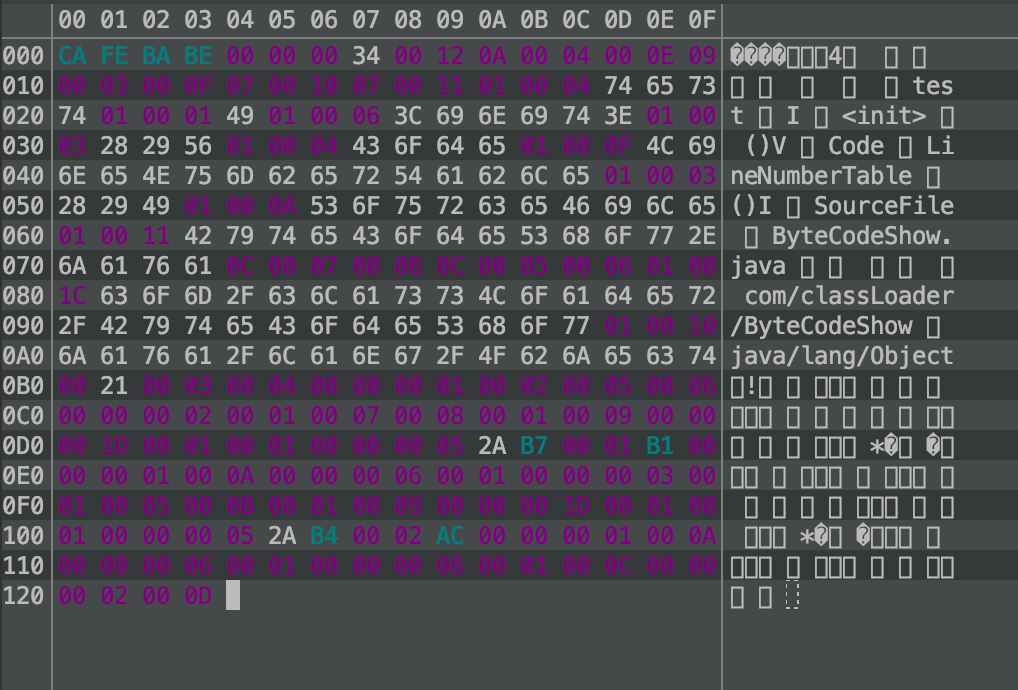 00 01 02 03 04 05 06 07 08 09 0A 0B 0C 0D 0E 0F
000 CA FE BA BE 00 00 00 34 00 12 0A 00 04 00 0E 09 ����▯▯▯4▯ ▯ ▯
010 00 03 00 0F 07 00 10 07 00 11 01 00 04 74 65 73 ▯ ▯ ▯ ▯ ▯ tes
020 74 01 00 01 49 01 00 06 3C 69 6E 69 74 3E 01 00 t ▯ I ▯ <init> ▯
030 03 28 29 56 01 00 04 43 6F 64 65 01 00 0F 4C 69 ()V ▯ Code ▯ Li
040 6E 65 4E 75 6D 62 65 72 54 61 62 6C 65 01 00 03 neNumberTable ▯
050 28 29 49 01 00 0A 53 6F 75 72 63 65 46 69 6C 65 ()I ▯ SourceFile
060 01 00 11 42 79 74 65 43 6F 64 65 53 68 6F 77 2E ▯ ByteCodeShow.
070 6A 61 76 61 0C 00 07 00 08 0C 00 05 00 06 01 00 java ▯ ▯ ▯ ▯ ▯
080 1C 63 6F 6D 2F 63 6C 61 73 73 4C 6F 61 64 65 72 com/classLoader
090 2F 42 79 74 65 43 6F 64 65 53 68 6F 77 01 00 10 /ByteCodeShow ▯
0A0 6A 61 76 61 2F 6C 61 6E 67 2F 4F 62 6A 65 63 74 java/lang/Object
0B0 00 21 00 03 00 04 00 00 00 01 00 02 00 05 00 06 ▯!▯ ▯ ▯▯▯ ▯ ▯ ▯
0C0 00 00 00 02 00 01 00 07 00 08 00 01 00 09 00 00 ▯▯▯ ▯ ▯ ▯ ▯ ▯ ▯▯
0D0 00 1D 00 01 00 01 00 00 00 05 2A B7 00 01 B1 00 ▯ ▯ ▯ ▯▯▯ *�▯ �▯
0E0 00 00 01 00 0A 00 00 00 06 00 01 00 00 00 03 00 ▯▯ ▯ ▯▯▯ ▯ ▯▯▯ ▯
0F0 01 00 05 00 0B 00 01 00 09 00 00 00 1D 00 01 00 ▯ ▯ ▯ ▯ ▯▯▯ ▯ ▯
100 01 00 00 00 05 2A B4 00 02 AC 00 00 00 01 00 0A ▯▯▯ *�▯ �▯▯▯ ▯
110 00 00 00 06 00 01 00 00 00 06 00 01 00 0C 00 00 ▯▯▯ ▯ ▯▯▯ ▯ ▯ ▯▯
120 00 02 00 0D ▯ ▯